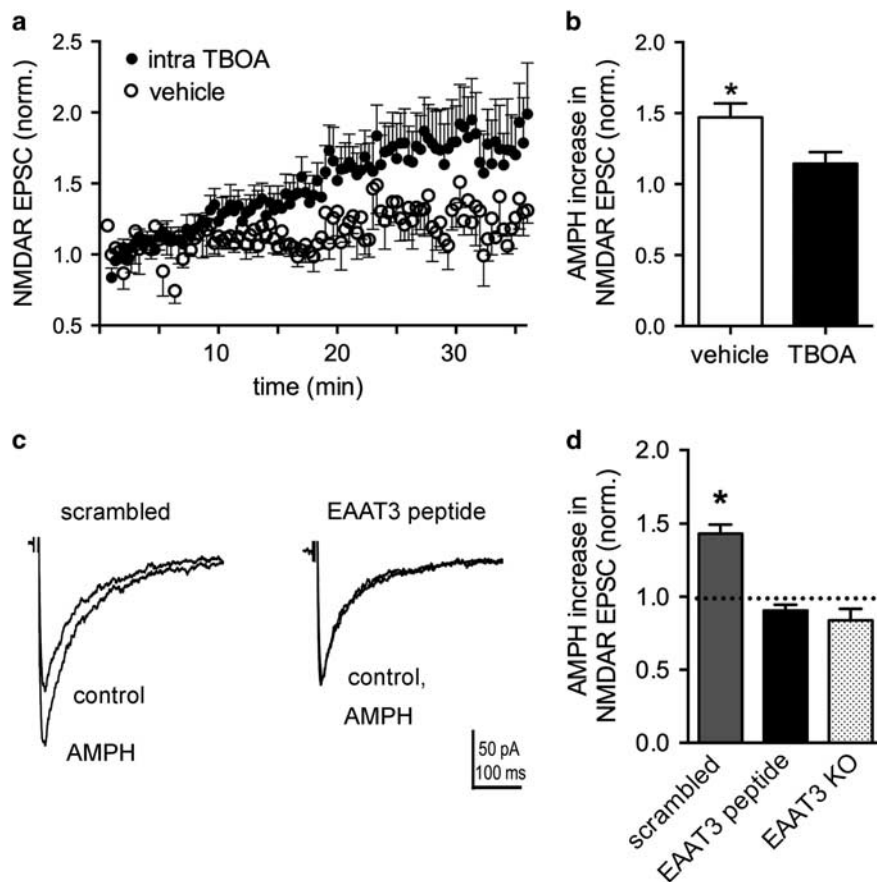 a
NMDAR EPSC (norm.)
2.5
2.0
1.5
1.0
0.5
intra TBOA
vehicle
10
20
30
time (min)
b
AMPH increase in
NMDAR EPSC (norm.)
2.0
1.5
1.0
0.5
0.0
*
vehicle
TBOA
c
scrambled
EAAT3 peptide
control
AMPH
control,
AMPH
50 pA
100 ms
d
AMPH increase in
NMDAR EPSC (norm.)
2.0
1.5
1.0
0.5
0.0
*
scrambled
EAAT3 peptide
EAAT3 KO